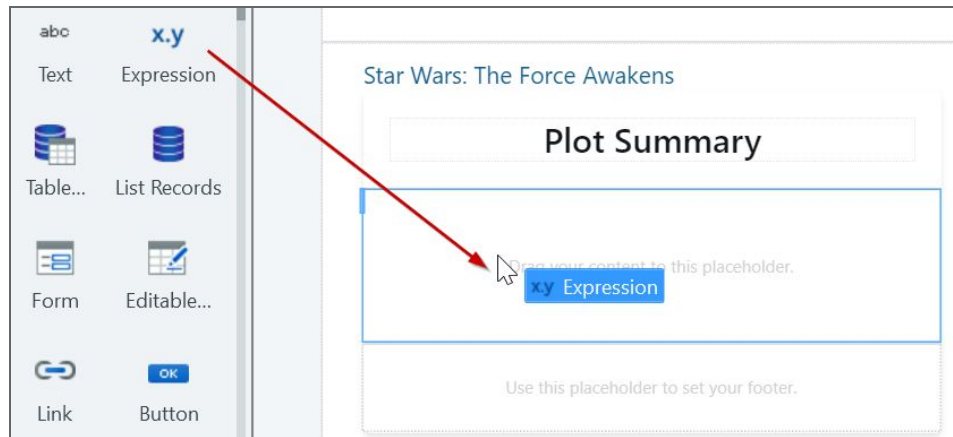 abc
x.y
Text
Expression
Table...
List Records
Form
Editable...
Link
OK
Button
Star Wars: The Force Awakens
Plot Summary
Drag your content to this placeholder.
x.y Expression
Use this placeholder to set your footer.